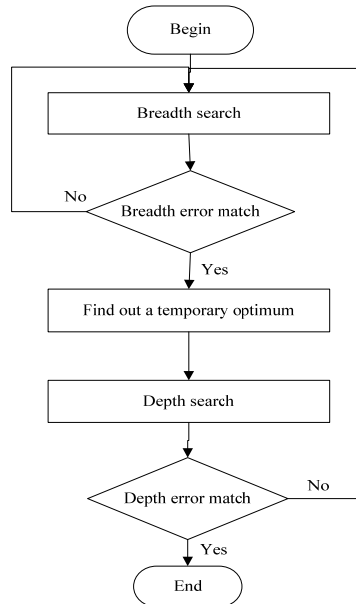 Begin
Breadth search
No
Breadth error match
Yes
Find out a temporary optimum
Depth search
No
Depth error match
Yes
End